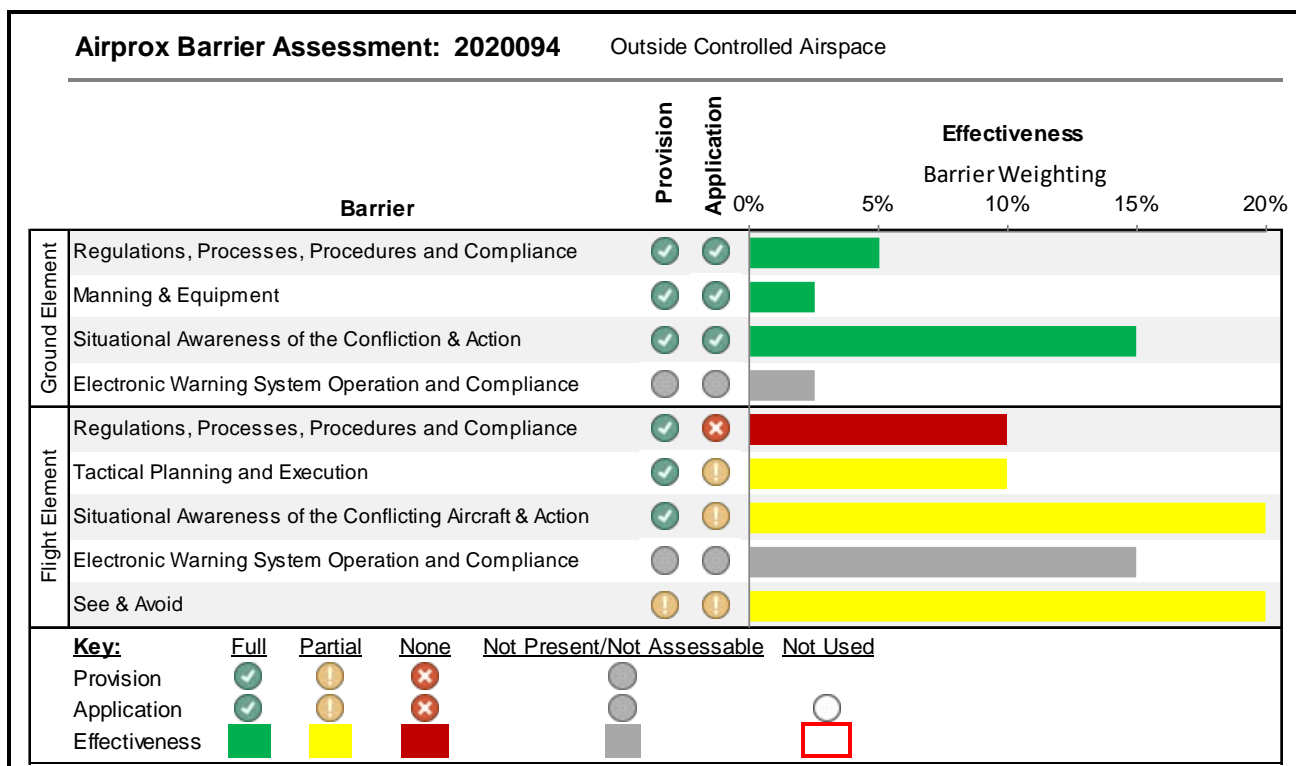 Airprox Barrier Assessment: 2020094 Outside Controlled Airspace
Provision
Application
Effectiveness
Barrier Weighting
Barrier
0% 5% 10% 15% 20%
Ground Element
Regulations, Processes, Procedures and Compliance
Manning & Equipment
Situational Awareness of the Confliction & Action
Electronic Warning System Operation and Compliance
Flight Element
Regulations, Processes, Procedures and Compliance
Tactical Planning and Execution
Situational Awareness of the Conflicting Aircraft & Action
Electronic Warning System Operation and Compliance
See & Avoid
Key: Full Partial None Not Present/Not Assessable Not Used
Provision
Application
Effectiveness